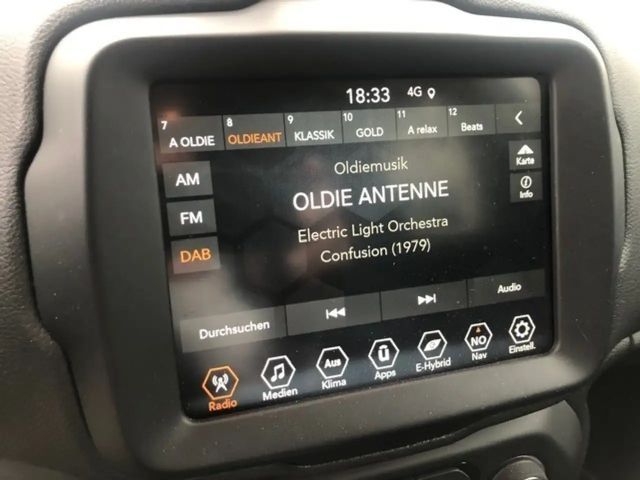 18:33 4G
7 8 9 10 11 12
A OLDIE OLDIEANT KLASSIK GOLD A relax Beats
Oldiemusik
Karte
AM
OLDIE ANTENNE
Info
FM
Electric Light Orchestra
DAB
Confusion (1979)
Durchsuchen
Audio
Aus
ü
NO
Radio Medien Klima Apps E-Hybrid Nav Einstell.